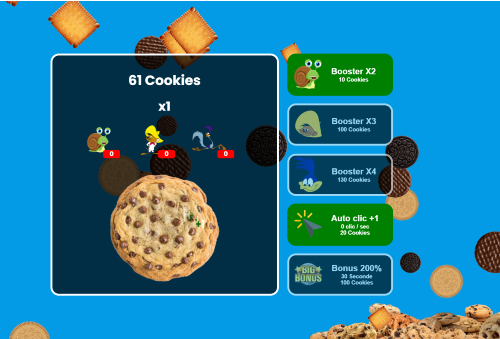 61 Cookies
x1
0
0
0
Booster X2
10 Cookies
Booster X3
100 Cookies
Booster X4
130 Cookies
Auto clic +1
0 clic / sec
20 Cookies
BIG
BONUS
Bonus 200%
30 Seconde
100 Cookies